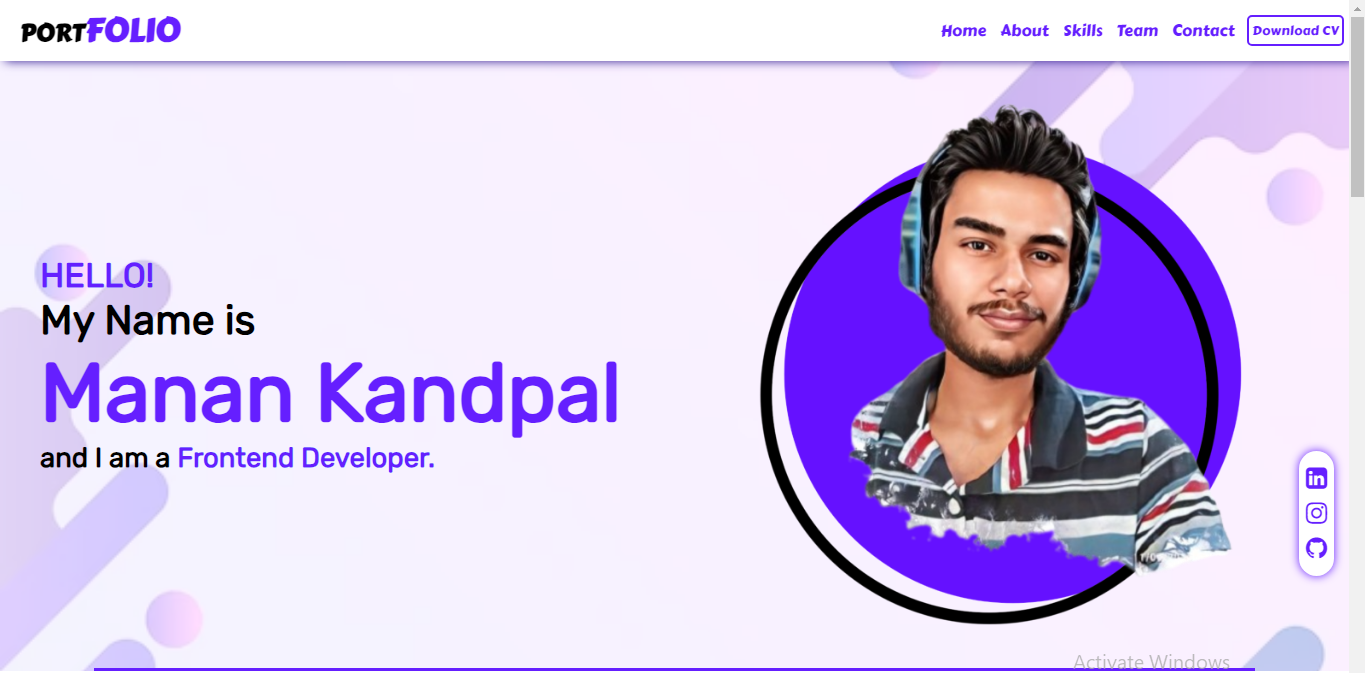 PORTFOLIO
Home About Skills Team Contact Download CV
HELLO!
My Name is
Manan Kandpal
and I am a Frontend Developer.
in
Activate Windows